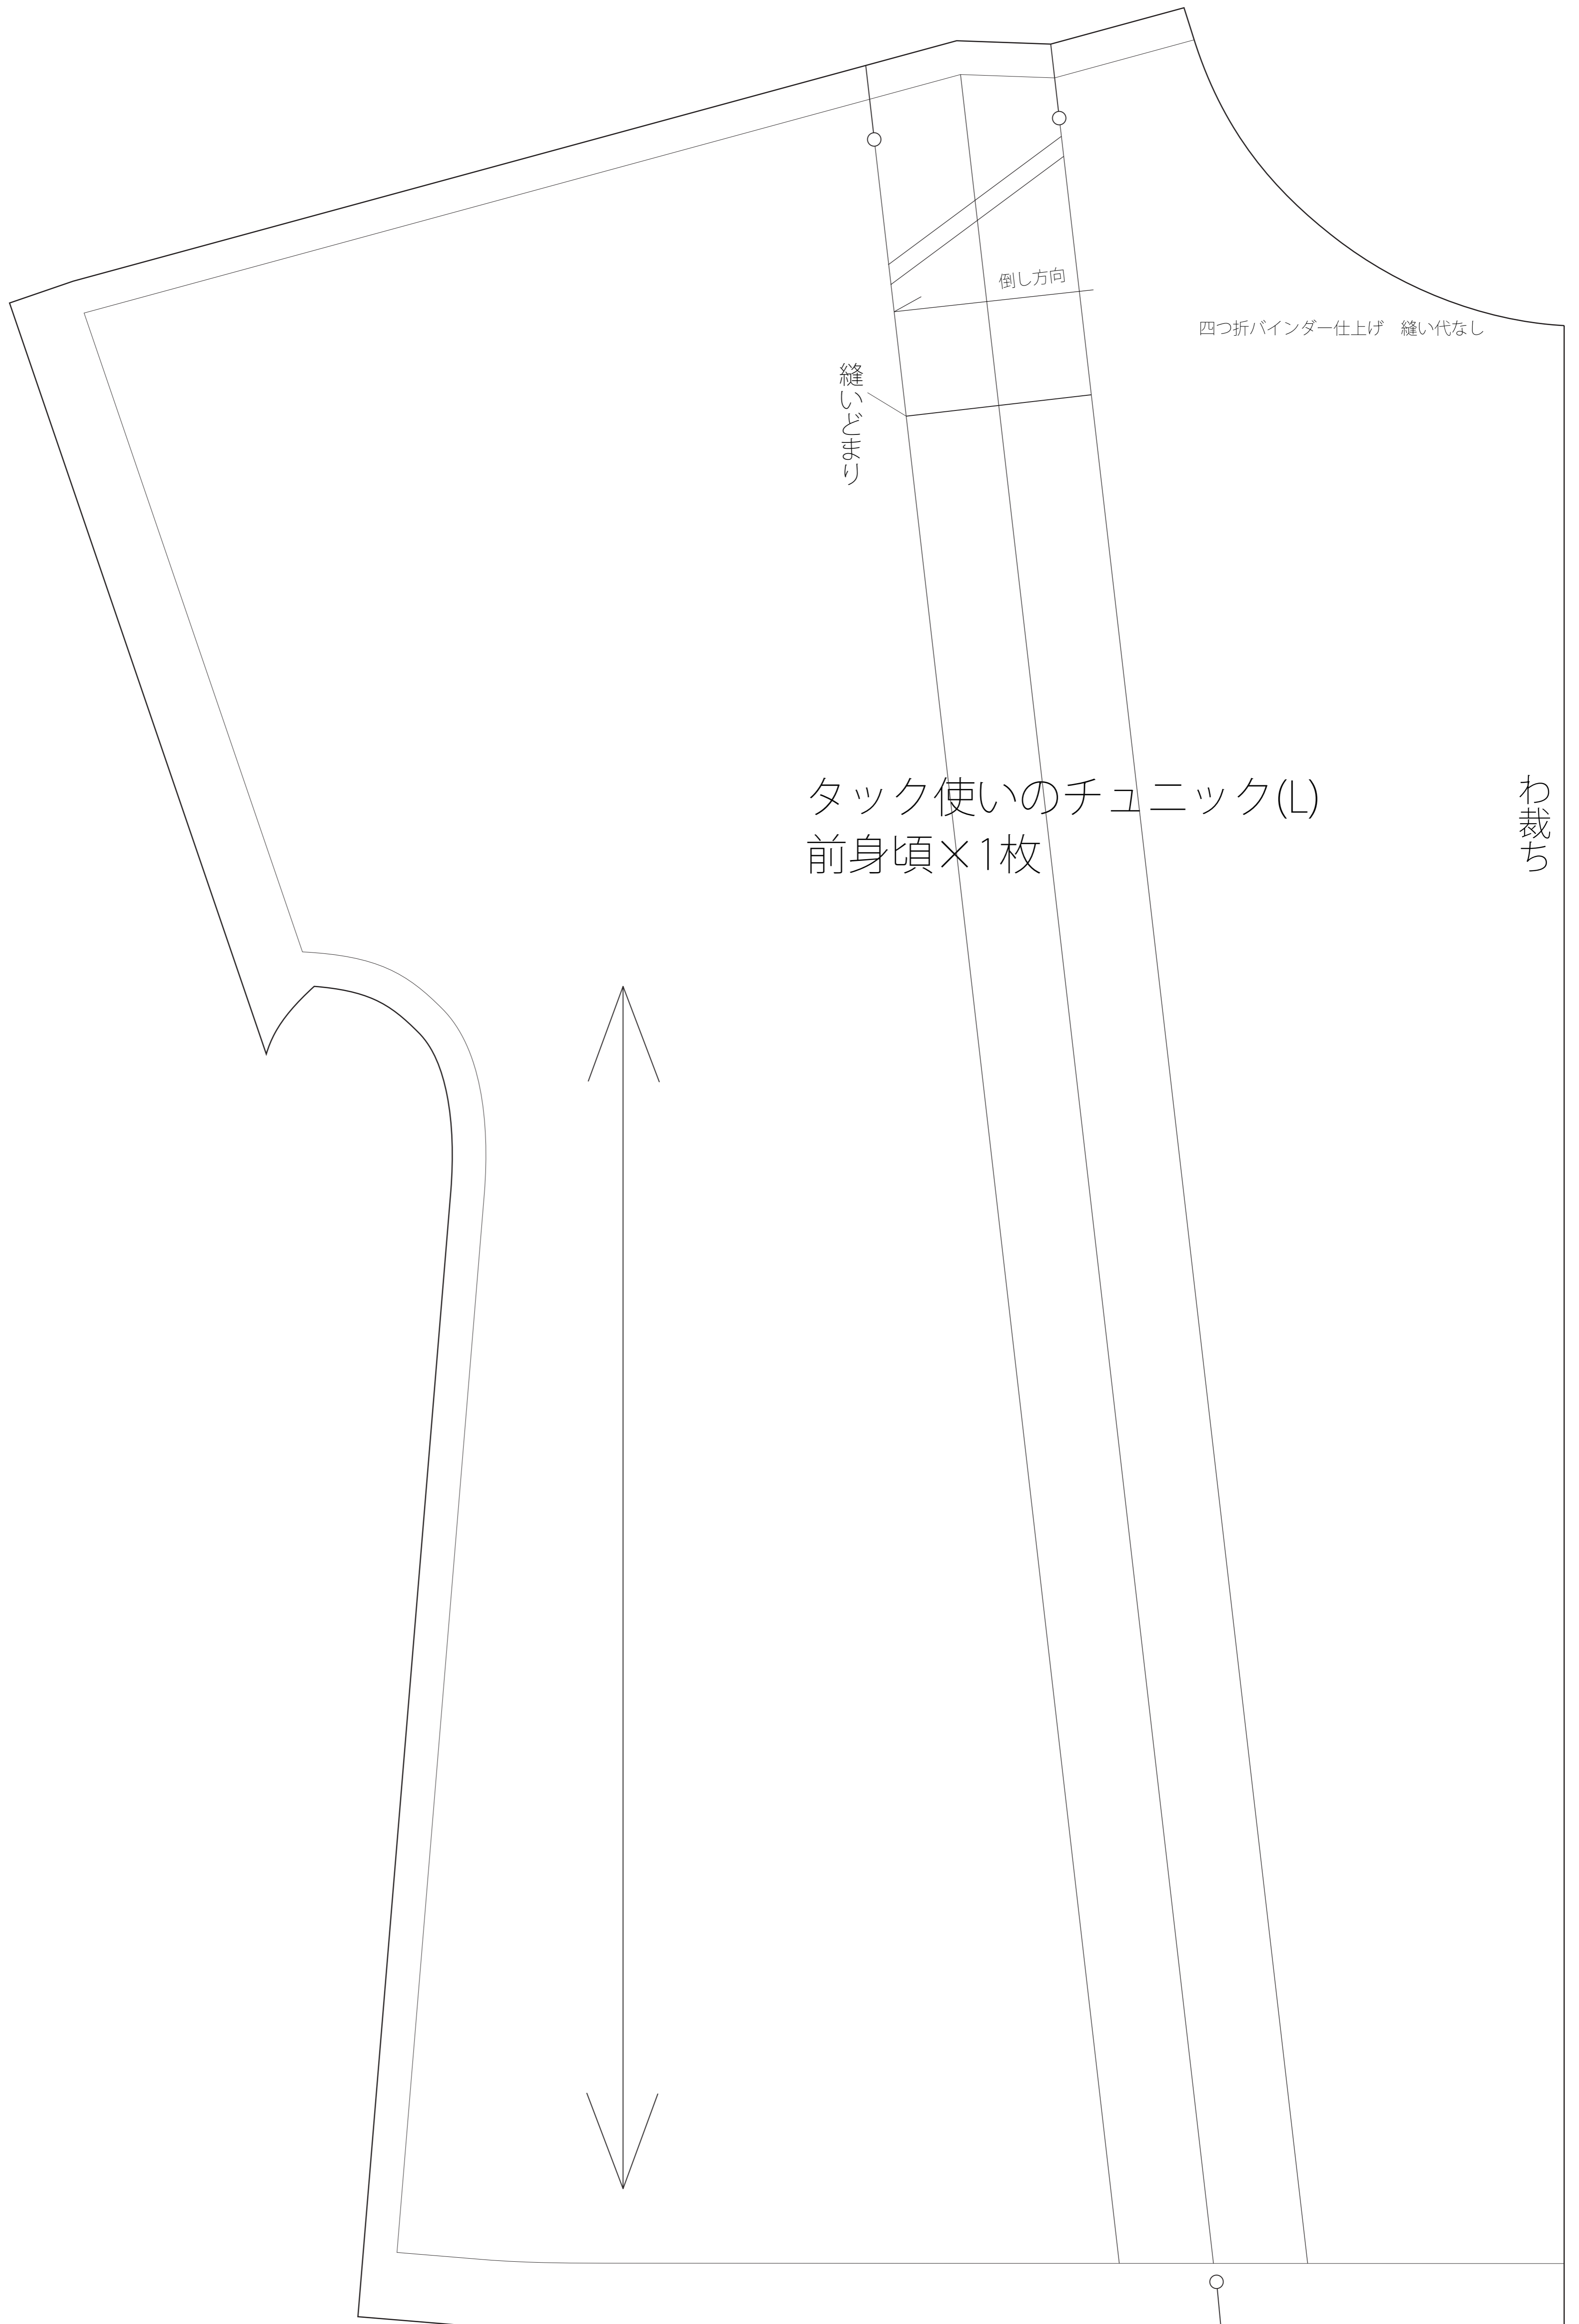 倒し方向
四つ折バインダー仕上げ　縫い代なし
縫いどまり
タック使いのチュニック(L)
前身頃×1枚
わ裁ち